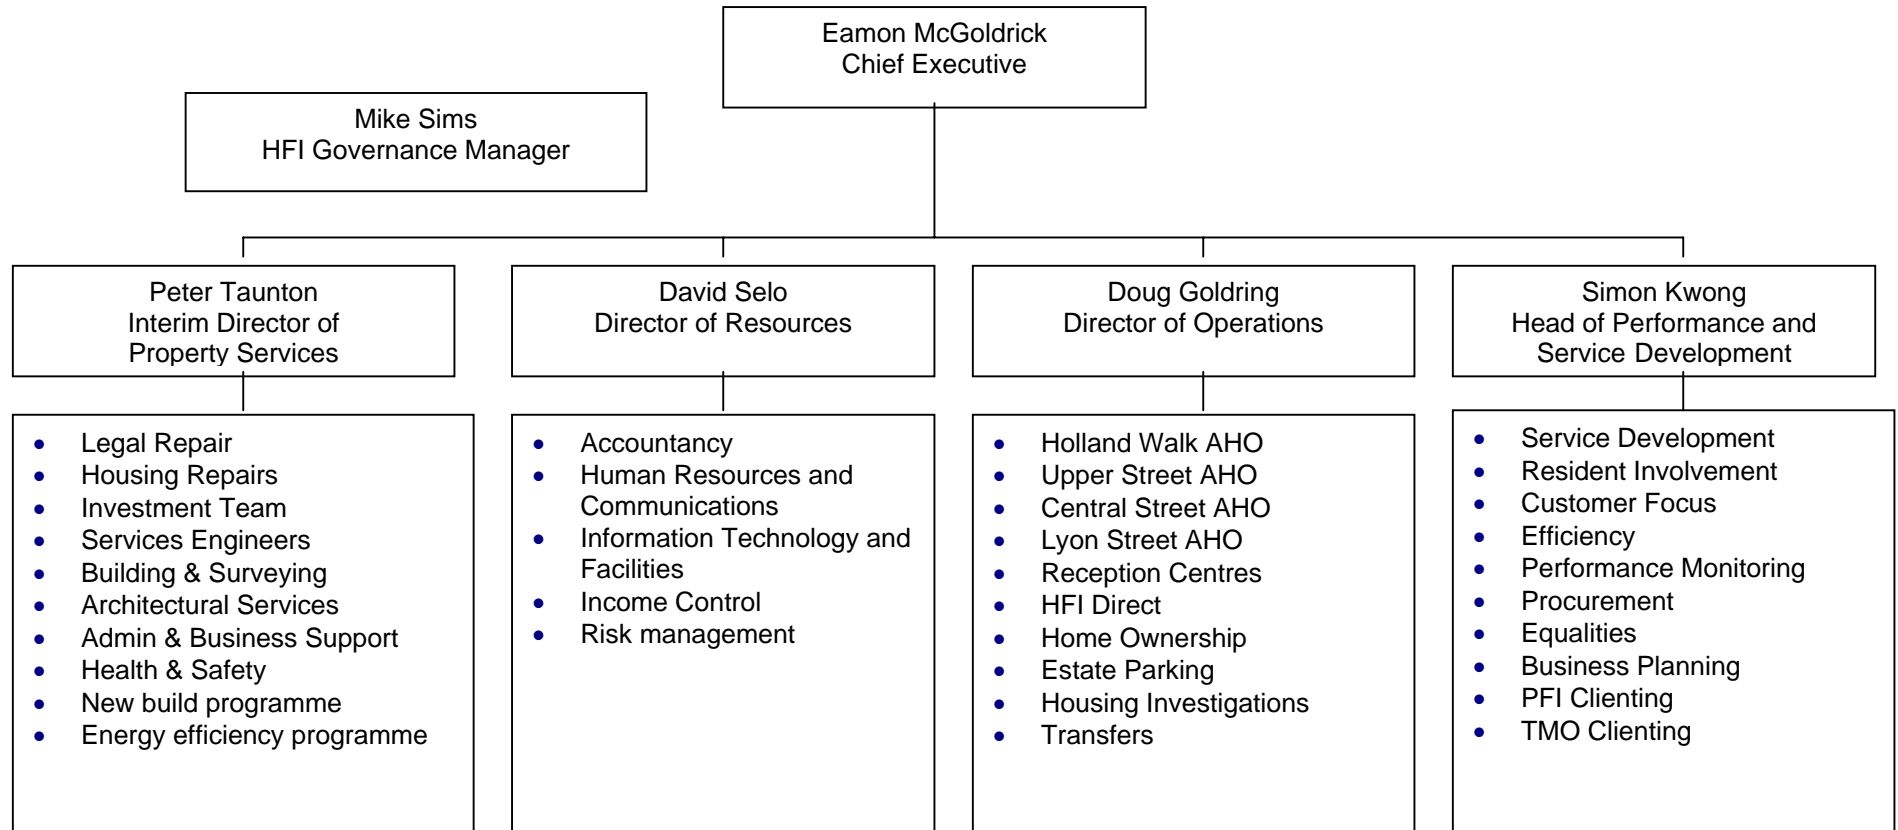 Eamon McGoldrick
Chief Executive
Mike Sims
HFI Governance Manager
Peter Taunton
Interim Director of
Property Services
David Selo
Director of Resources
Doug Goldring
Director of Operations
Simon Kwong
Head of Performance and
Service Development
• Legal Repair
• Housing Repairs
• Investment Team
• Services Engineers
• Building & Surveying
• Architectural Services
• Admin & Business Support
• Health & Safety
• New build programme
• Energy efficiency programme
• Accountancy
• Human Resources and
Communications
• Information Technology and
Facilities
• Income Control
• Risk management
• Holland Walk AHO
• Upper Street AHO
• Central Street AHO
• Lyon Street AHO
• Reception Centres
• HFI Direct
• Home Ownership
• Estate Parking
• Housing Investigations
• Transfers
• Service Development
• Resident Involvement
• Customer Focus
• Efficiency
• Performance Monitoring
• Procurement
• Equalities
• Business Planning
• PFI Clienting
• TMO Clienting